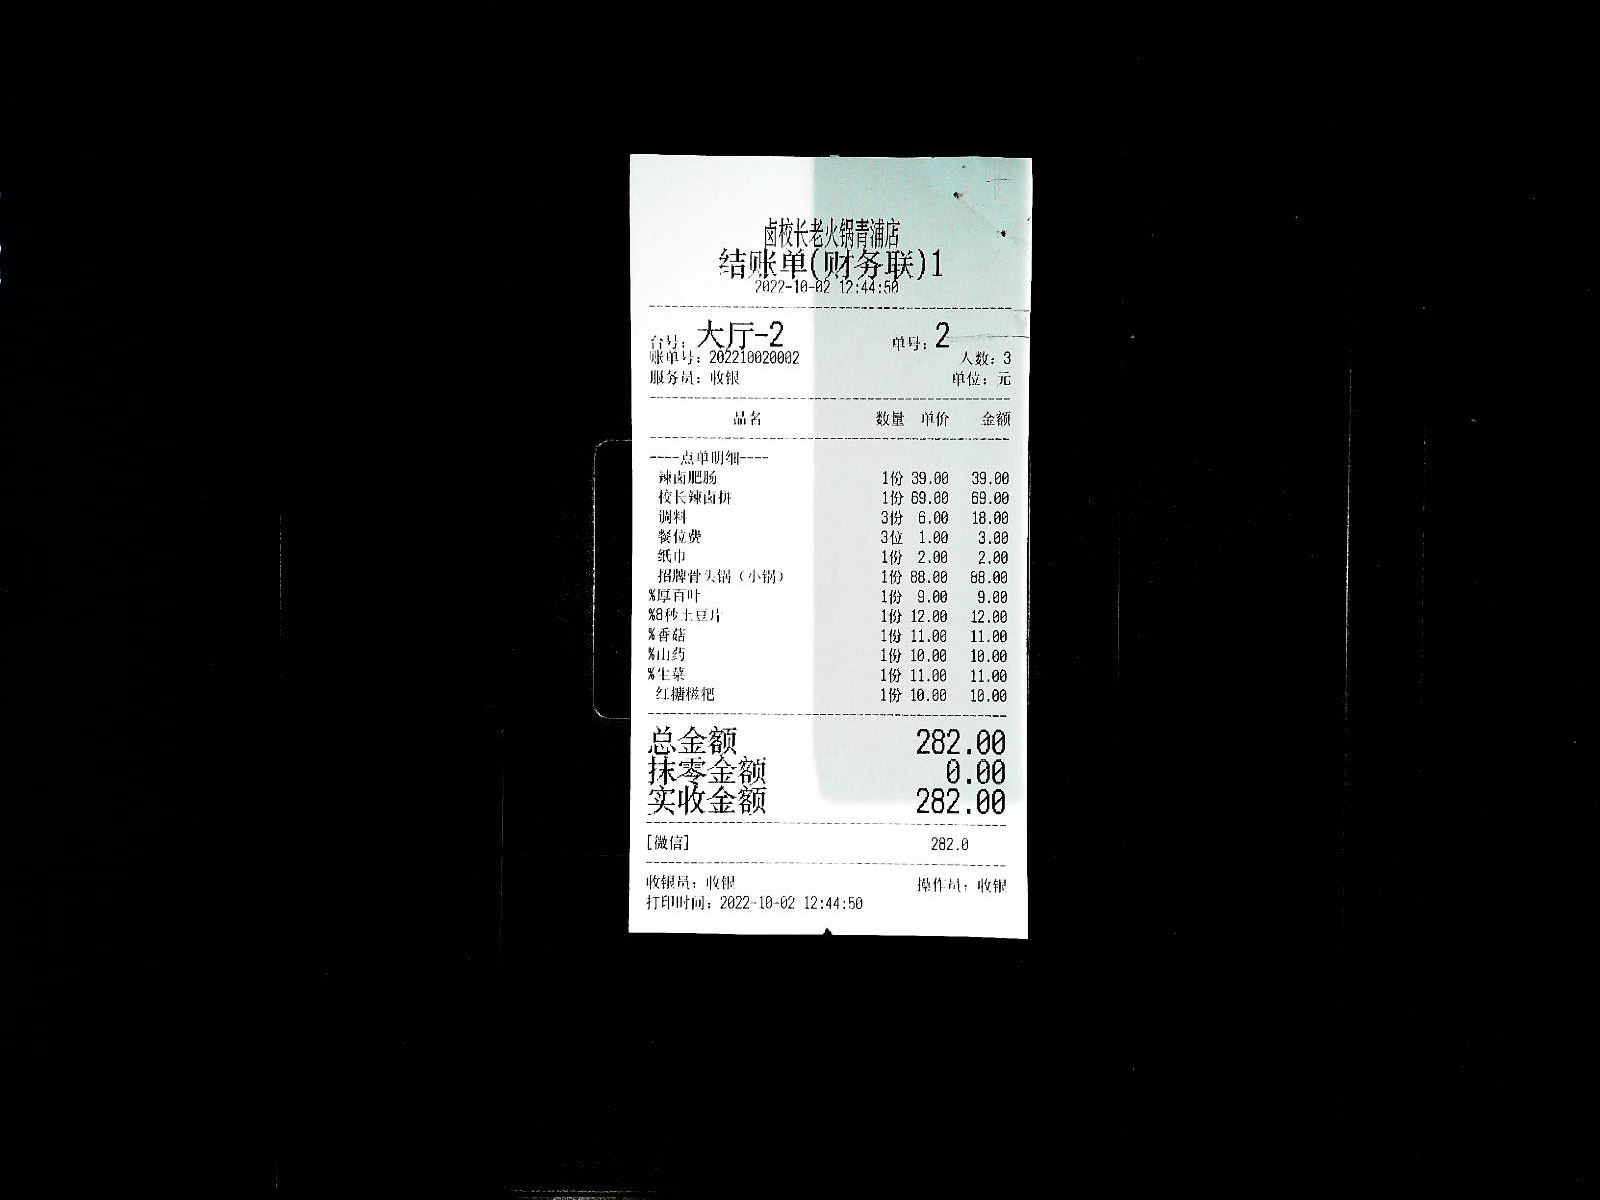 卤校长老火锅青浦店
结账单(财务联)1
2022-10-02 12:44:50
台号: 大厅-2 单号: 2
账单号: 202210020002 人数: 3
服务员: 收银 单位: 元
品名 数量 单价 金额
----点单明细----
辣卤肥肠 1份 39.00 39.00
校长辣卤拼 1份 69.00 69.00
调料 3份 6.00 18.00
餐位费 3位 1.00 3.00
纸巾 1份 2.00 2.00
招牌骨头锅（小锅） 1份 88.00 88.00
%厚百叶 1份 9.00 9.00
%8秒土豆片 1份 12.00 12.00
%香菇 1份 11.00 11.00
%山药 1份 10.00 10.00
%生菜 1份 11.00 11.00
红糖糍粑 1份 10.00 10.00
总金额 282.00
抹零金额 0.00
实收金额 282.00
[微信] 282.0
收银员: 收银 操作员: 收银
打印时间: 2022-10-02 12:44:50